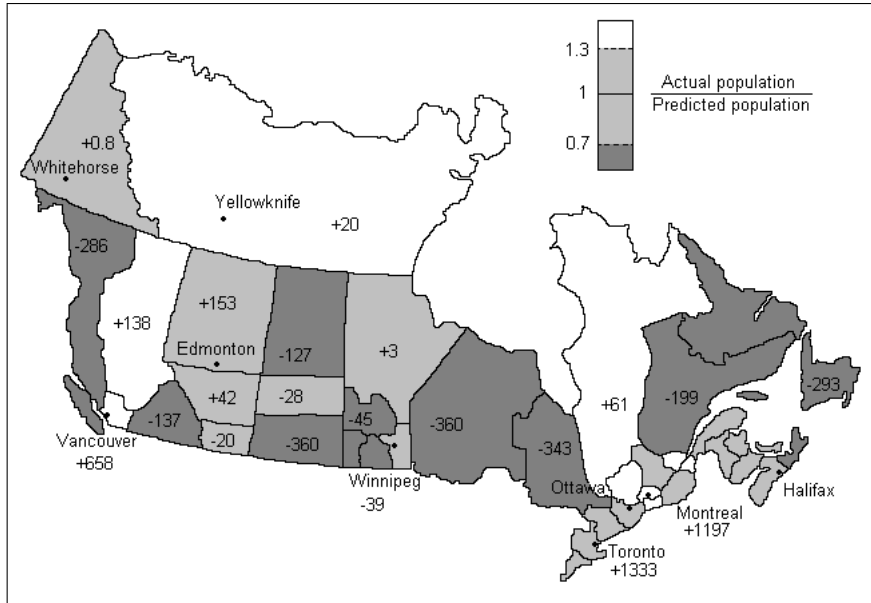 1.3
1
0.7
Actual population
Predicted population
+0.8
Whitehorse
Yellowknife
+20
-286
+153
+138
-127
+3
Edmonton
+42
-28
-45
-360
-199
-293
+61
-137
-20
-360
-343
Vancouver
+658
Winnipeg
-39
Ottawa
Halifax
Montreal
+1197
Toronto
+1333